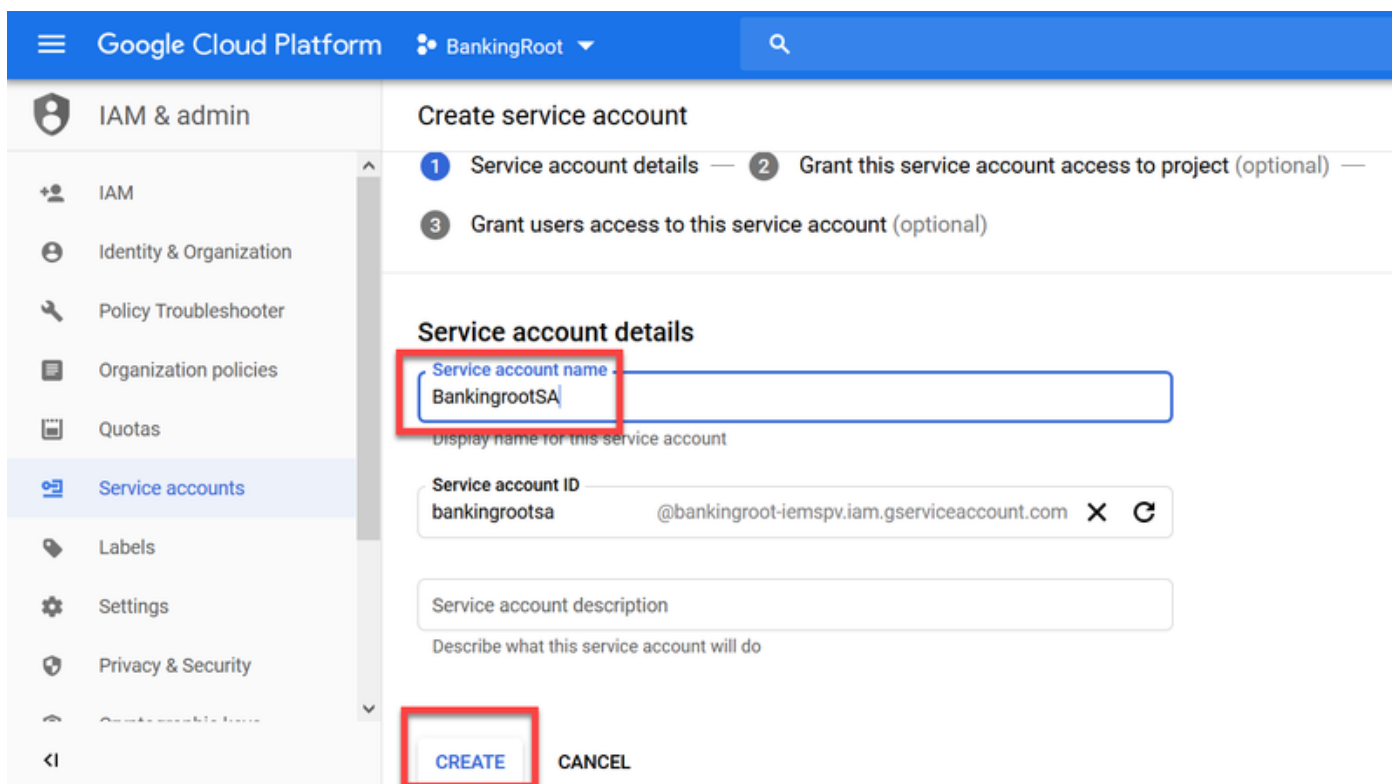 Google Cloud Platform
BankingRoot
IAM & admin
Create service account
1 Service account details — 2 Grant this service account access to project (optional) —
3 Grant users access to this service account (optional)
IAM
Identity & Organization
Policy Troubleshooter
Organization policies
Quotas
Service accounts
Labels
Settings
Privacy & Security
Service account details
Service account name
BankingrootSA
Display name for this service account
Service account ID
bankingrootsa @bankingroot-iemspv.iam.gserviceaccount.com
Service account description
Describe what this service account will do
CREATE CANCEL